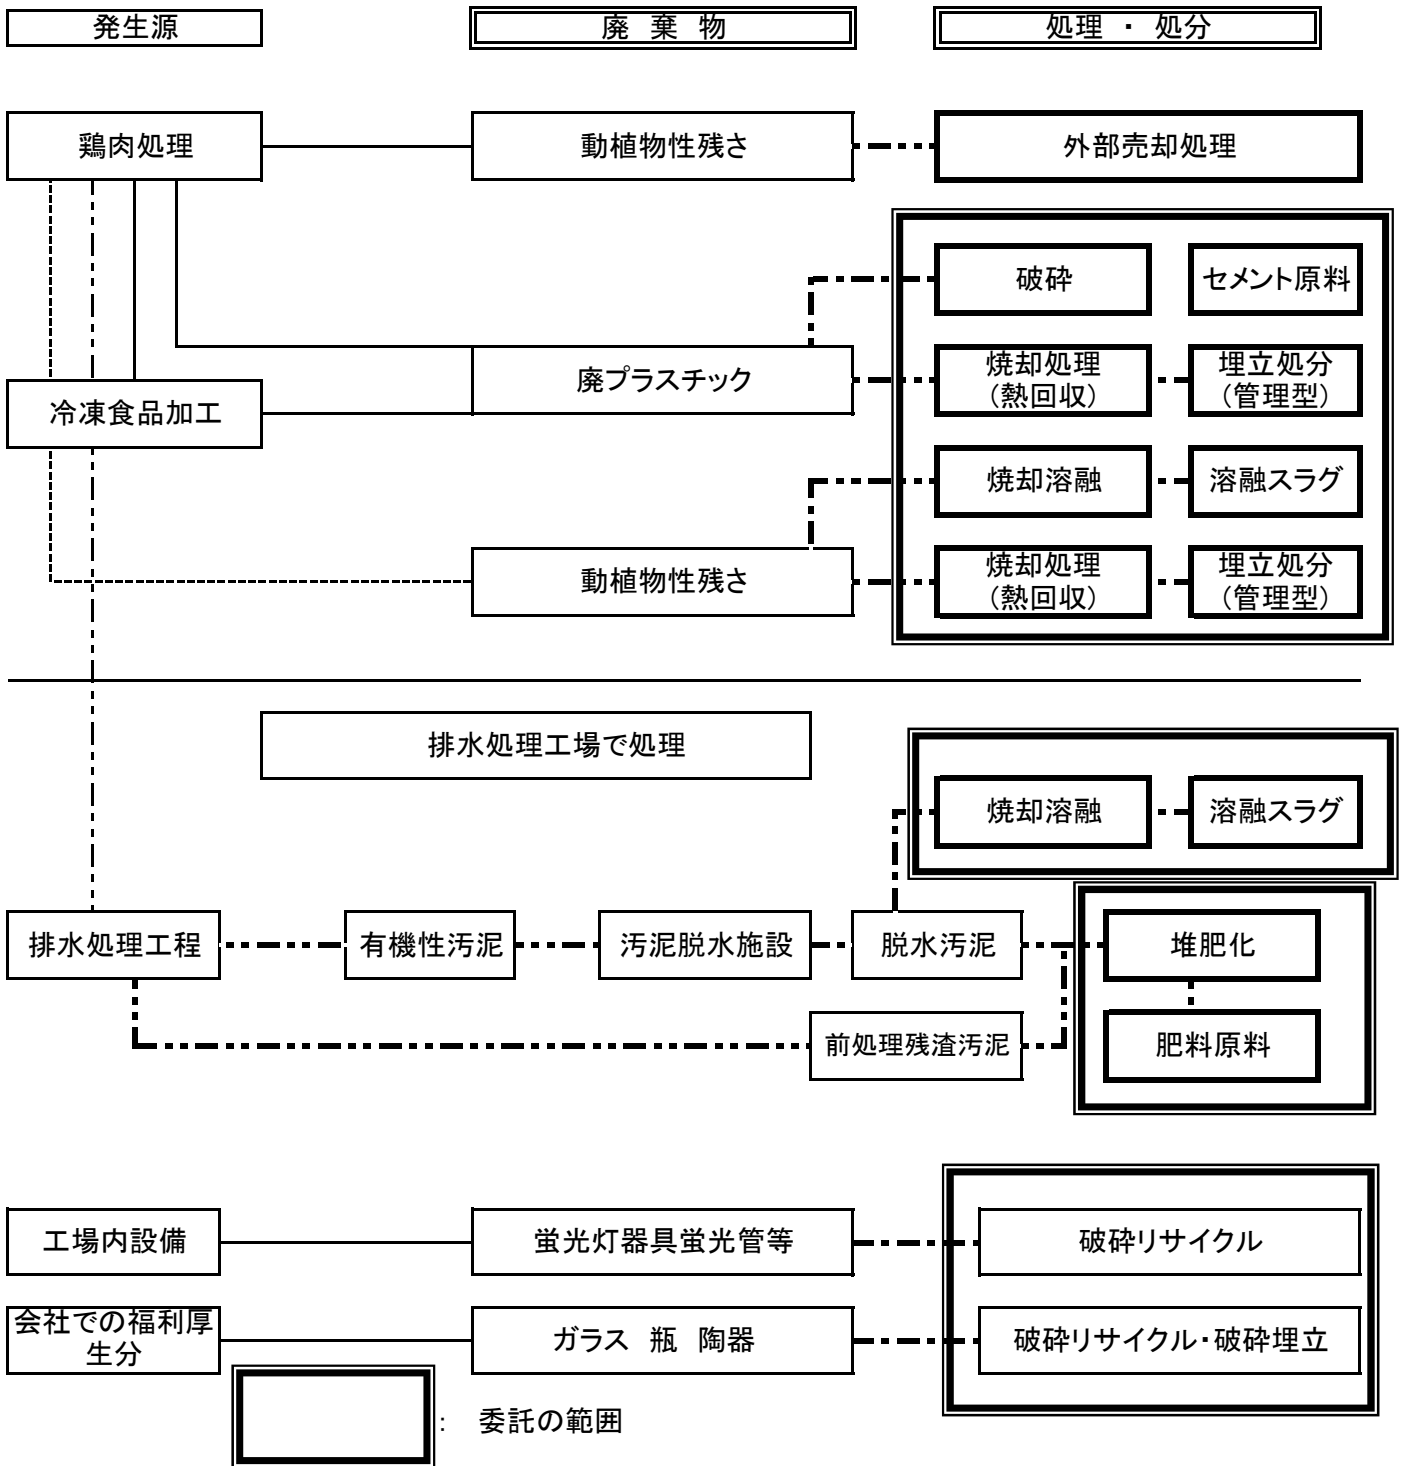 発生源
廃 棄 物
処理 ・ 処分
鶏肉処理
動植物性残さ
外部売却処理
破砕
セメント原料
廃プラスチック
焼却処理
(熱回収)
埋立処分
(管理型)
冷凍食品加工
焼却溶融
溶融スラグ
動植物性残さ
焼却処理
(熱回収)
埋立処分
(管理型)
排水処理工場で処理
焼却溶融
溶融スラグ
排水処理工程
有機性汚泥
汚泥脱水施設
脱水汚泥
堆肥化
前処理残渣汚泥
肥料原料
工場内設備
蛍光灯器具蛍光管等
破砕リサイクル
会社での福利厚
生分
ガラス 瓶 陶器
破砕リサイクル・破砕埋立
： 委託の範囲